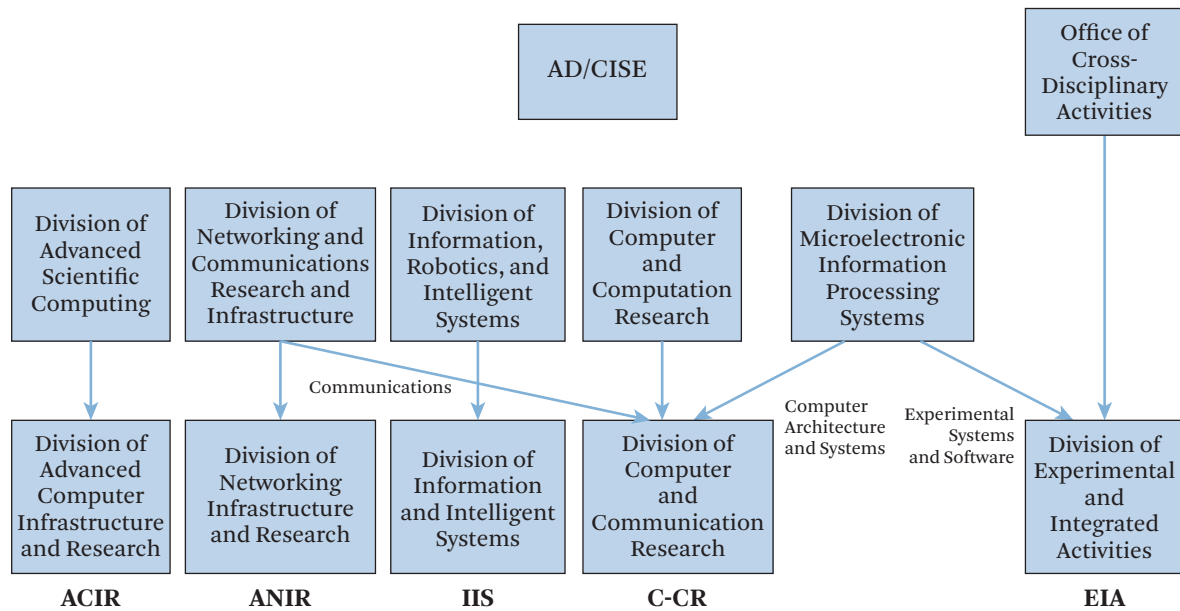 AD/CISE
Office of
Cross-
Disciplinary
Activities
Division of
Advanced
Scientific
Computing
Division of
Networking and
Communications
Research and
Infrastructure
Division of
Information,
Robotics, and
Intelligent
Systems
Division of
Computer
and
Computation
Research
Division of
Microelectronic
Information
Processing
Systems
Communications
Computer
Architecture
and Systems
Experimental
Systems
and Software
Division of
Advanced
Computer
Infrastructure
and Research
Division of
Networking
Infrastructure
and Research
Division of
Information
and Intelligent
Systems
Division of
Computer
and
Communication
Research
Division of
Experimental
and
Integrated
Activities
ACIR
ANIR
IIS
C-CR
EIA